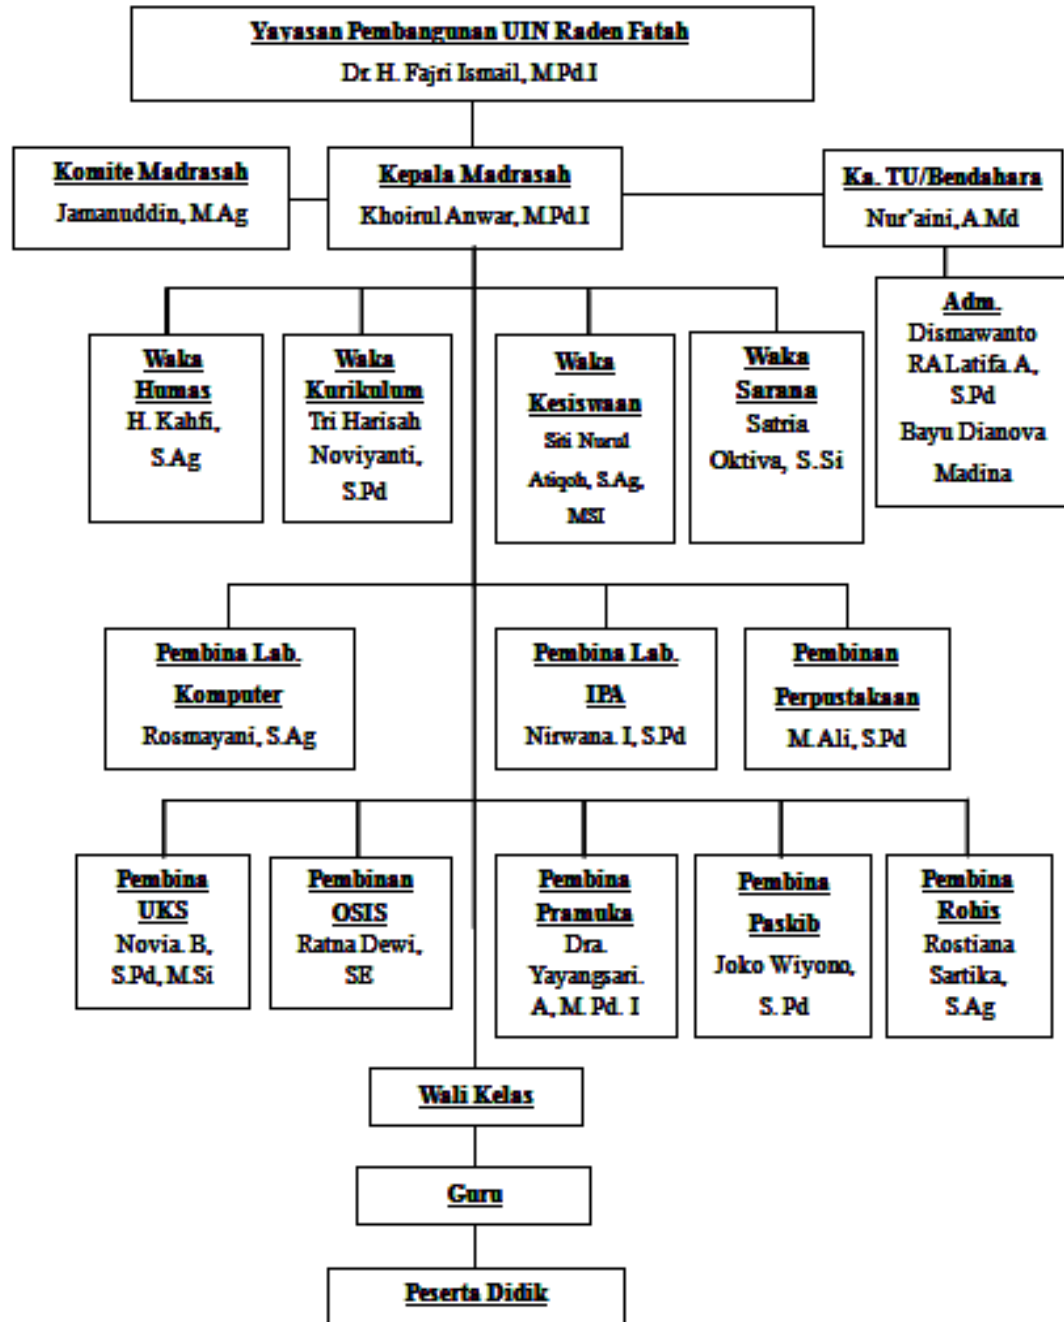 Yayasan Pembangunan UIN Raden Fatah
Dr. H. Fajri Ismail, M.Pd.I
Komite Madrasah
Jamanuddin, M.Ag
Kepala Madrasah
Khoirul Anwar, M.Pd.I
Ka. TU/Bendahara
Nur'aini, A.Md
Adm.
Dismawanto
RA Latifa. A,
S.Pd
Bayu Dianova
Madina
Waka
Humas
H. Kahfi,
S.Ag
Waka
Kurikulum
Tri Harisah
Noviyanti,
S.Pd
Waka
Kesiswaan
Siti Nurul
Atiqoh, S.Ag,
MSI
Waka
Sarana
Satria
Oktiva, S.Si
Pembina Lab.
Komputer
Rosmayani, S.Ag
Pembina Lab.
IPA
Nirwana. I, S.Pd
Pembinan
Perpustakaan
M. Ali, S.Pd
Pembina
UKS
Novia. B,
S.Pd, M.Si
Pembinan
OSIS
Ratna Dewi,
SE
Pembina
Pramuka
Dra.
Yayangsari.
A, M. Pd. I
Pembina
Paskib
Joko Wiyono,
S. Pd
Pembina
Rohis
Rostiana
Sartika,
S.Ag
Wali Kelas
Guru
Peserta Didik